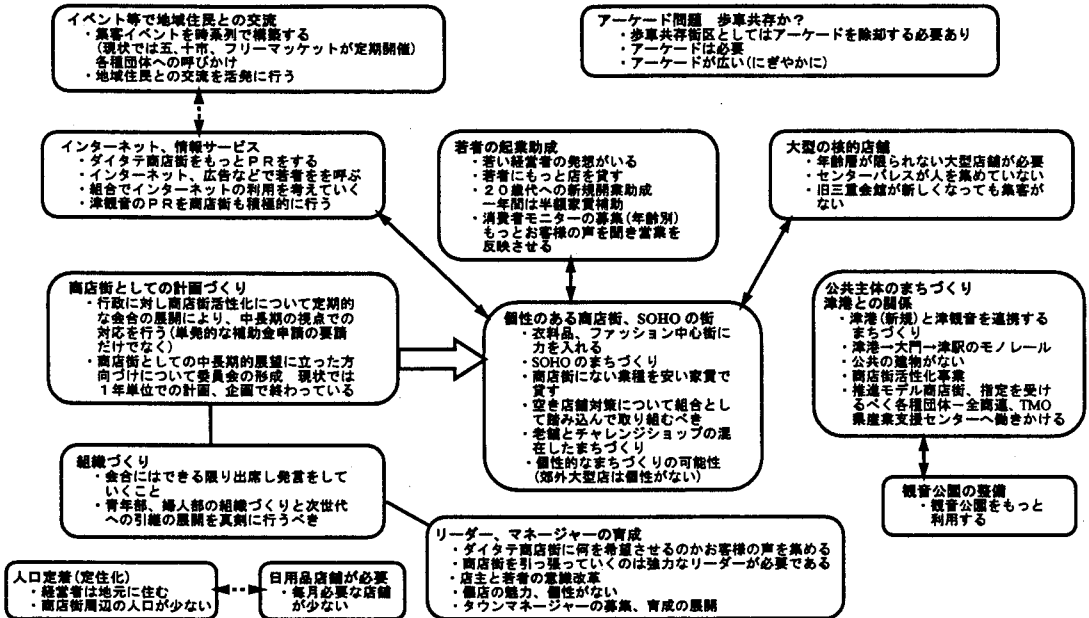 イベント等で地域住民との交流
・集客イベントを時系列で構築する
(現状では五、十市、フリーマッケットが定期開催)
各種団体への呼びかけ
・地域住民との交流を活発に行う
アーケード問題 歩車共存か?
・歩車共存街区としてはアーケードを除却する必要あり
・アーケードは必要
・アーケードが広い(にぎやかに)
インターネット、情報サービス
・ダイタテ商店街をもっとPRをする
・インターネット、広告などで若者をを呼ぶ
・組合でインターネットの利用を考えていく
・津観音のPRを商店街も積極的に行う
若者の起業助成
・若い経営者の発想がいる
・若者にもっと店を貸す
・20歳代への新規開業助成
一年間は半額家賃補助
・消費者モニターの募集(年齢別)
もっとお客様の声を聞き営業を
反映させる
大型の核的店舗
・年齢層が限られない大型店舗が必要
・センターパレスが人を集めていない
・旧三重会館が新しくなっても集客が
ない
商店街としての計画づくり
・行政に対し商店街活性化について定期的
な会合の展開により、中長期の視点での
対応を行う(単発的な補助金申請の要請
だけでなく)
・商店街としての中長期的展望に立った方
向づけについて委員会の形成 現状では
1年単位での計画、企画で終わっている
個性のある商店街、SOHOの街
・衣料品、ファッション中心街に
力を入れる
・SOHOのまちづくり
・商店街にない業種を安い家賃で
貸す
・空き店舗対策について組合とし
て踏み込んで取り組むべき
・老舗とチャレンジショップの混
在したまちづくり
・個性的なまちづくりの可能性
(郊外大型店は個性がない)
公共主体のまちづくり
津港との関係
・津港(新規)と津観音を連携する
まちづくり
・津港→大門→津駅のモノレール
・公共の建物がない
・商店街活性化事業
・推進モデル商店街、指定を受け
るべく各種団体−全商連、TMO
県産業支援センターへ働きかける
組織づくり
・会合にはできる限り出席し発言をして
いくこと
・青年部、婦人部の組織づくりと次世代
への引継の展開を真剣に行うべき
観音公園の整備
・観音公園をもっと
利用する
リーダー、マネージャーの育成
・ダイタテ商店街に何を希望させるのかお客様の声を集める
・商店街を引っ張っていくのは強力なリーダーが必要である
・店主と若者の意識改革
・個店の魅力、個性がない
・タウンマネージャーの募集、育成の展開
人口定着(定住化)
・経営者は地元に住む
・商店街周辺の人口が少ない
日用品店舗が必要
・毎月必要な店舗
が少ない